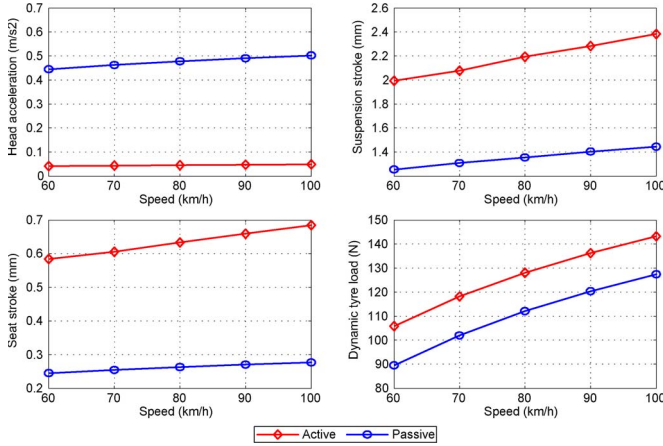 Head acceleration (m/s2)
0.7
0.6
0.5
0.4
0.3
0.2
0.1
0
60 70 80 90 100
Speed (km/h)
Suspension stroke (mm)
2.6
2.4
2.2
2
1.8
1.6
1.4
60 70 80 90 100
Speed (km/h)
Seat stroke (mm)
0.7
0.6
0.5
0.4
0.3
0.2
60 70 80 90 100
Speed (km/h)
Dynamic tyre load (N)
150
140
130
120
110
100
90
80
60 70 80 90 100
Speed (km/h)
Active Passive